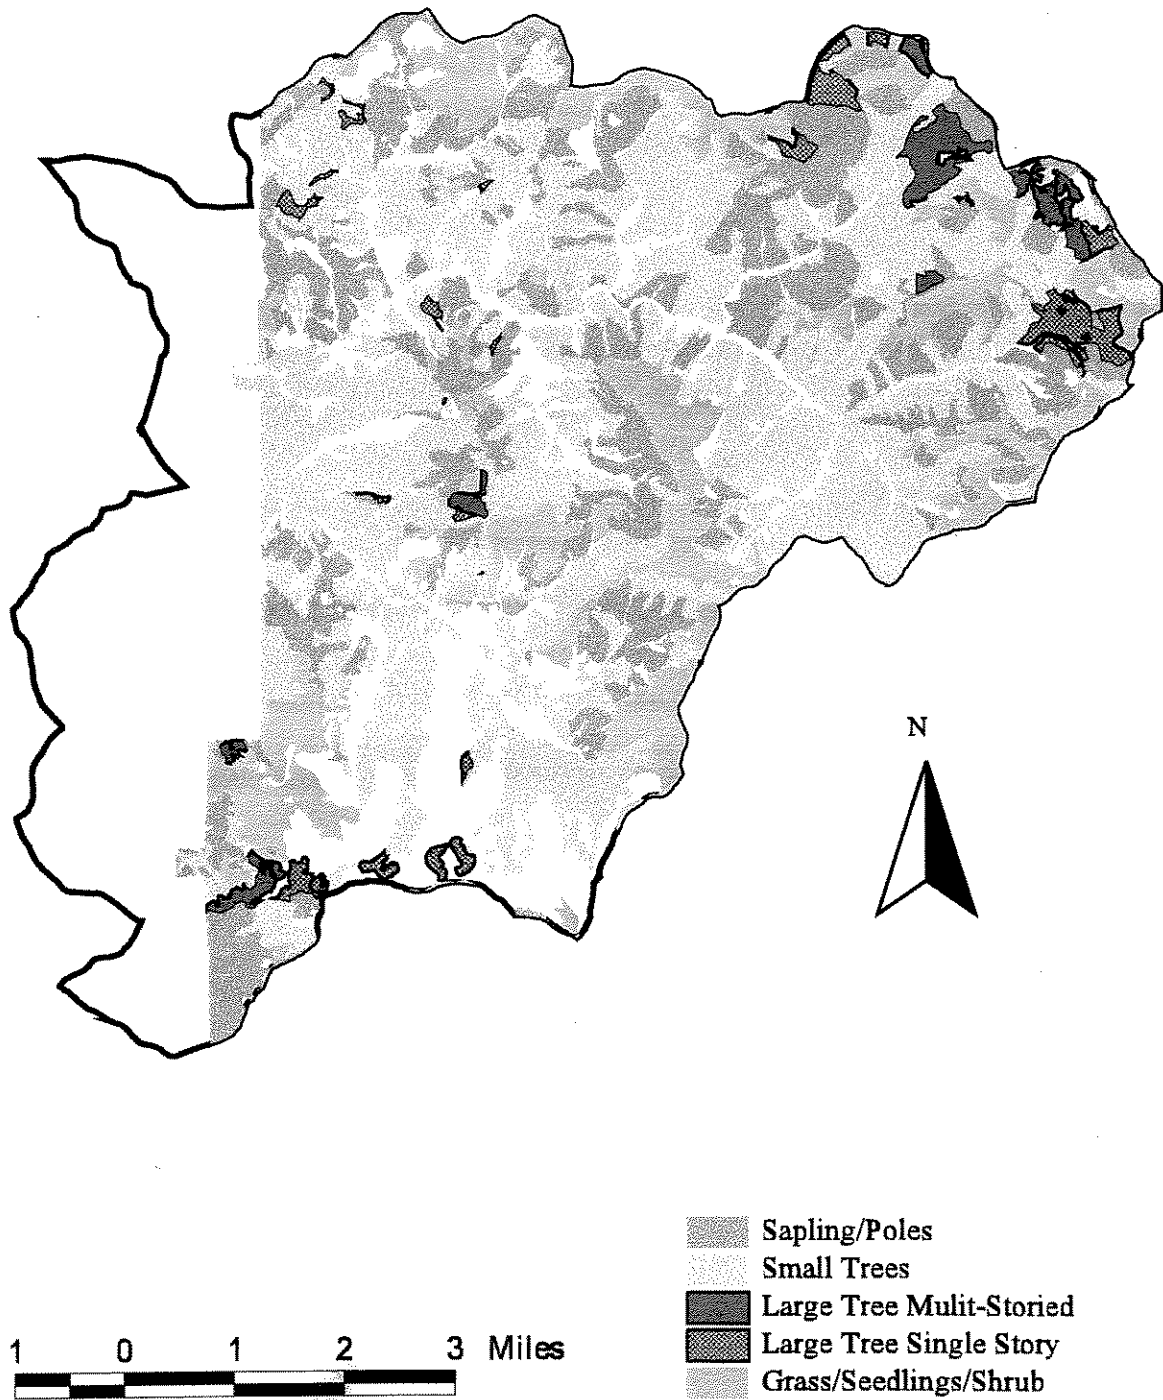 N
Sapling/Poles
Small Trees
Large Tree Mulit-Storied
Large Tree Single Story
Grass/Seedlings/Shrub
1 0 1 2 3 Miles